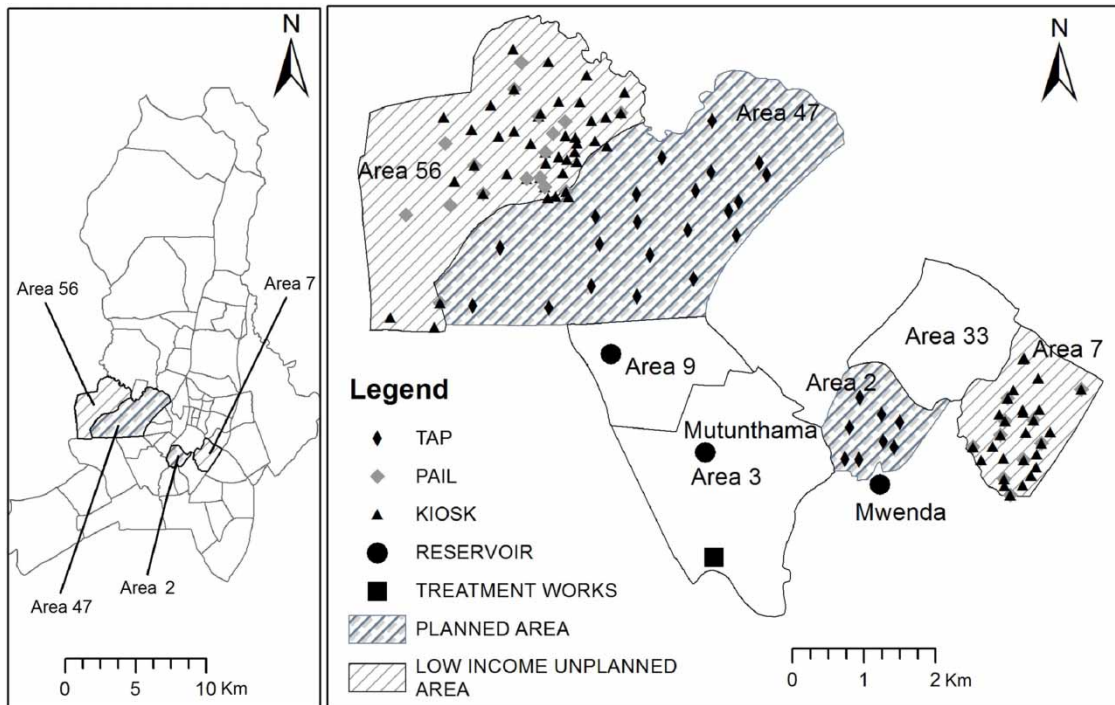 N
Area 56
Area 7
Area 47
Area 2
0 5 10 Km
N
Area 47
Area 56
Area 33
Area 7
Area 9
Area 2
Mutunthama
Area 3
Mwenda
Legend
TAP
PAIL
KIOSK
RESERVOIR
TREATMENT WORKS
PLANNED AREA
LOW INCOME UNPLANNED
AREA
0 1 2 Km